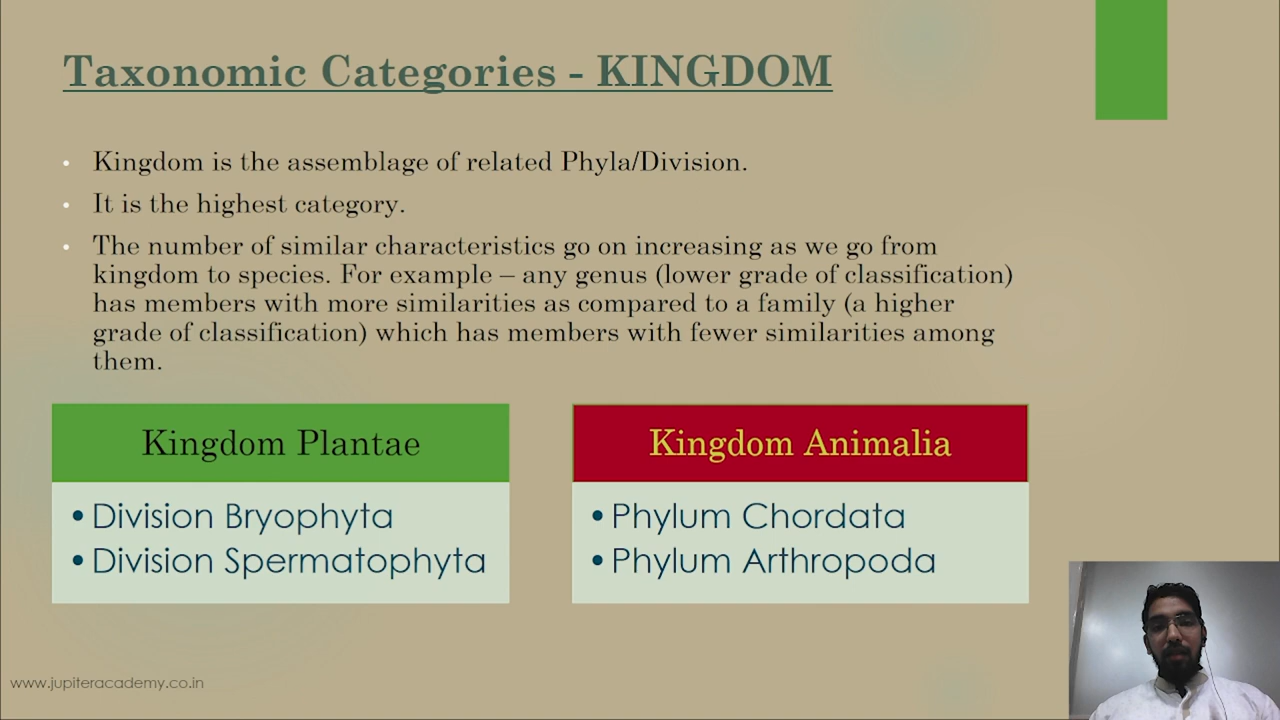 Taxonomic Categories - KINGDOM
• Kingdom is the assemblage of related Phyla/Division.
• It is the highest category.
• The number of similar characteristics go on increasing as we go from
kingdom to species. For example – any genus (lower grade of classification)
has members with more similarities as compared to a family (a higher
grade of classification) which has members with fewer similarities among
them.
Kingdom Plantae
• Division Bryophyta
• Division Spermatophyta
Kingdom Animalia
• Phylum Chordata
• Phylum Arthropoda
www.jupiteracademy.co.in